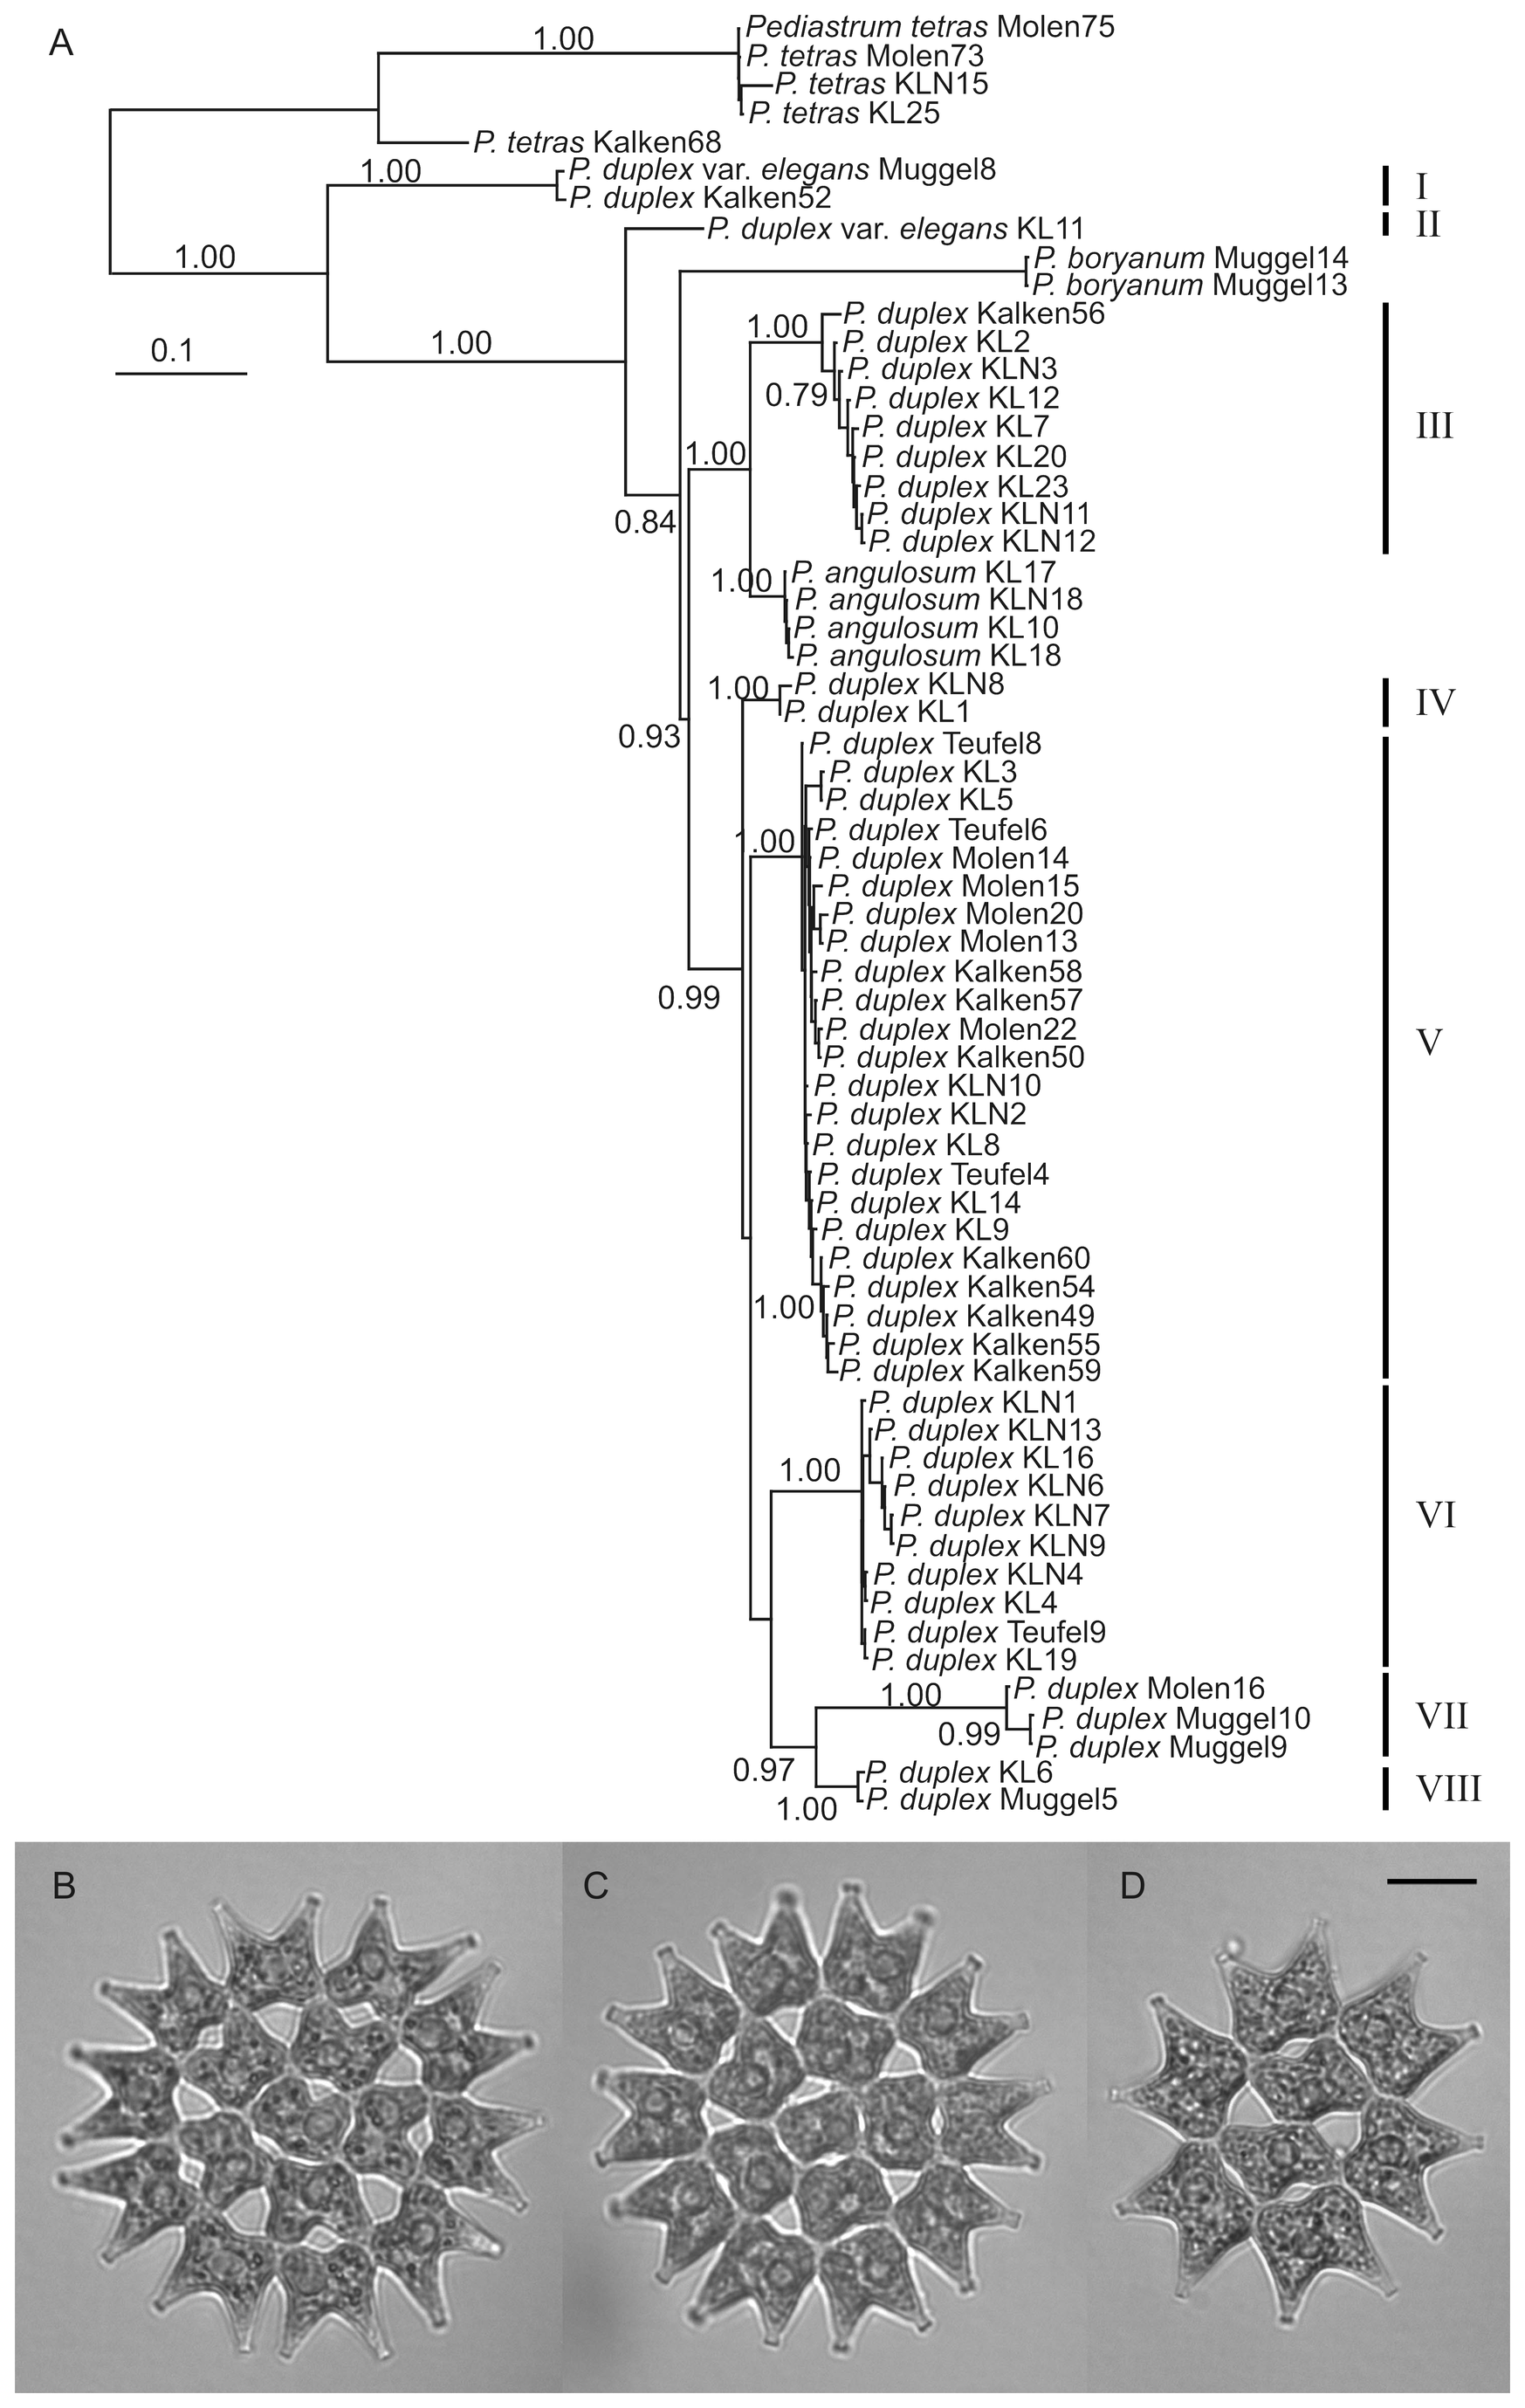 A
1.00
Pediastrum tetras Molen75
P. tetras Molen73
P. tetras KLN15
P. tetras KL25
P. tetras Kalken68
1.00
P. duplex var. elegans Muggel8
P. duplex Kalken52
I
P. duplex var. elegans KL11
II
1.00
P. boryanum Muggel14
P. boryanum Muggel13
1.00
0.1
1.00
P. duplex Kalken56
P. duplex KL2
P. duplex KLN3
0.79
P. duplex KL12
P. duplex KL7
III
1.00
P. duplex KL20
P. duplex KL23
P. duplex KLN11
0.84
P. duplex KLN12
1.00
P. angulosum KL17
P. angulosum KLN18
P. angulosum KL10
P. angulosum KL18
1.00
P. duplex KLN8
P. duplex KL1
IV
0.93
P. duplex Teufel8
P. duplex KL3
P. duplex KL5
P. duplex Teufel6
1.00
P. duplex Molen14
P. duplex Molen15
P. duplex Molen20
P. duplex Molen13
P. duplex Kalken58
0.99
P. duplex Kalken57
P. duplex Molen22
V
P. duplex Kalken50
P. duplex KLN10
P. duplex KLN2
P. duplex KL8
P. duplex Teufel4
P. duplex KL14
P. duplex KL9
P. duplex Kalken60
P. duplex Kalken54
1.00
P. duplex Kalken49
P. duplex Kalken55
P. duplex Kalken59
P. duplex KLN1
P. duplex KLN13
1.00
P. duplex KL16
P. duplex KLN6
P. duplex KLN7
VI
P. duplex KLN9
P. duplex KLN4
P. duplex KL4
P. duplex Teufel9
P. duplex KL19
1.00
P. duplex Molen16
P. duplex Muggel10
VII
0.99
P. duplex Muggel9
0.97
P. duplex KL6
P. duplex Muggel5
VIII
1.00
B
C
D